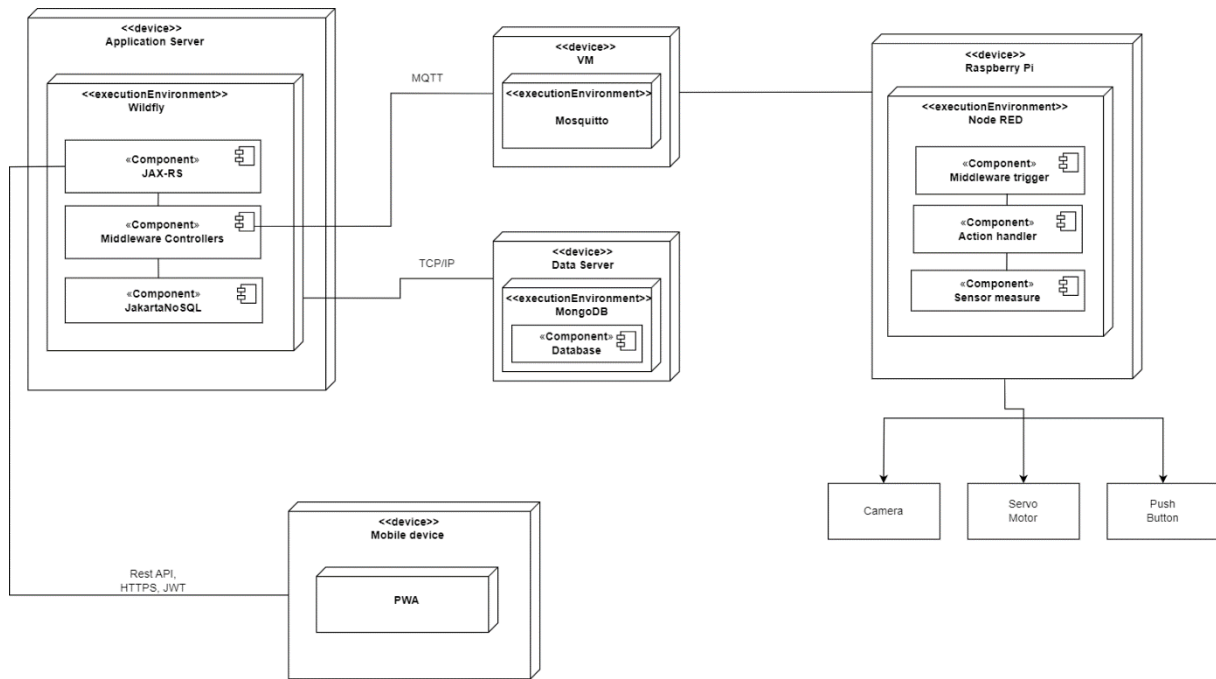 <<device>>
Application Server
<<executionEnvironment>>
Wildfly
«Component»
JAX-RS
«Component»
Middleware Controllers
«Component»
JakartaNoSQL
MQTT
TCP/IP
<<device>>
VM
<<executionEnvironment>>
Mosquitto
<<device>>
Data Server
<<executionEnvironment>>
MongoDB
«Component»
Database
<<device>>
Raspberry Pi
<<executionEnvironment>>
Node RED
«Component»
Middleware trigger
«Component»
Action handler
«Component»
Sensor measure
Camera
Servo
Motor
Push
Button
Rest API,
HTTPS, JWT
<<device>>
Mobile device
PWA